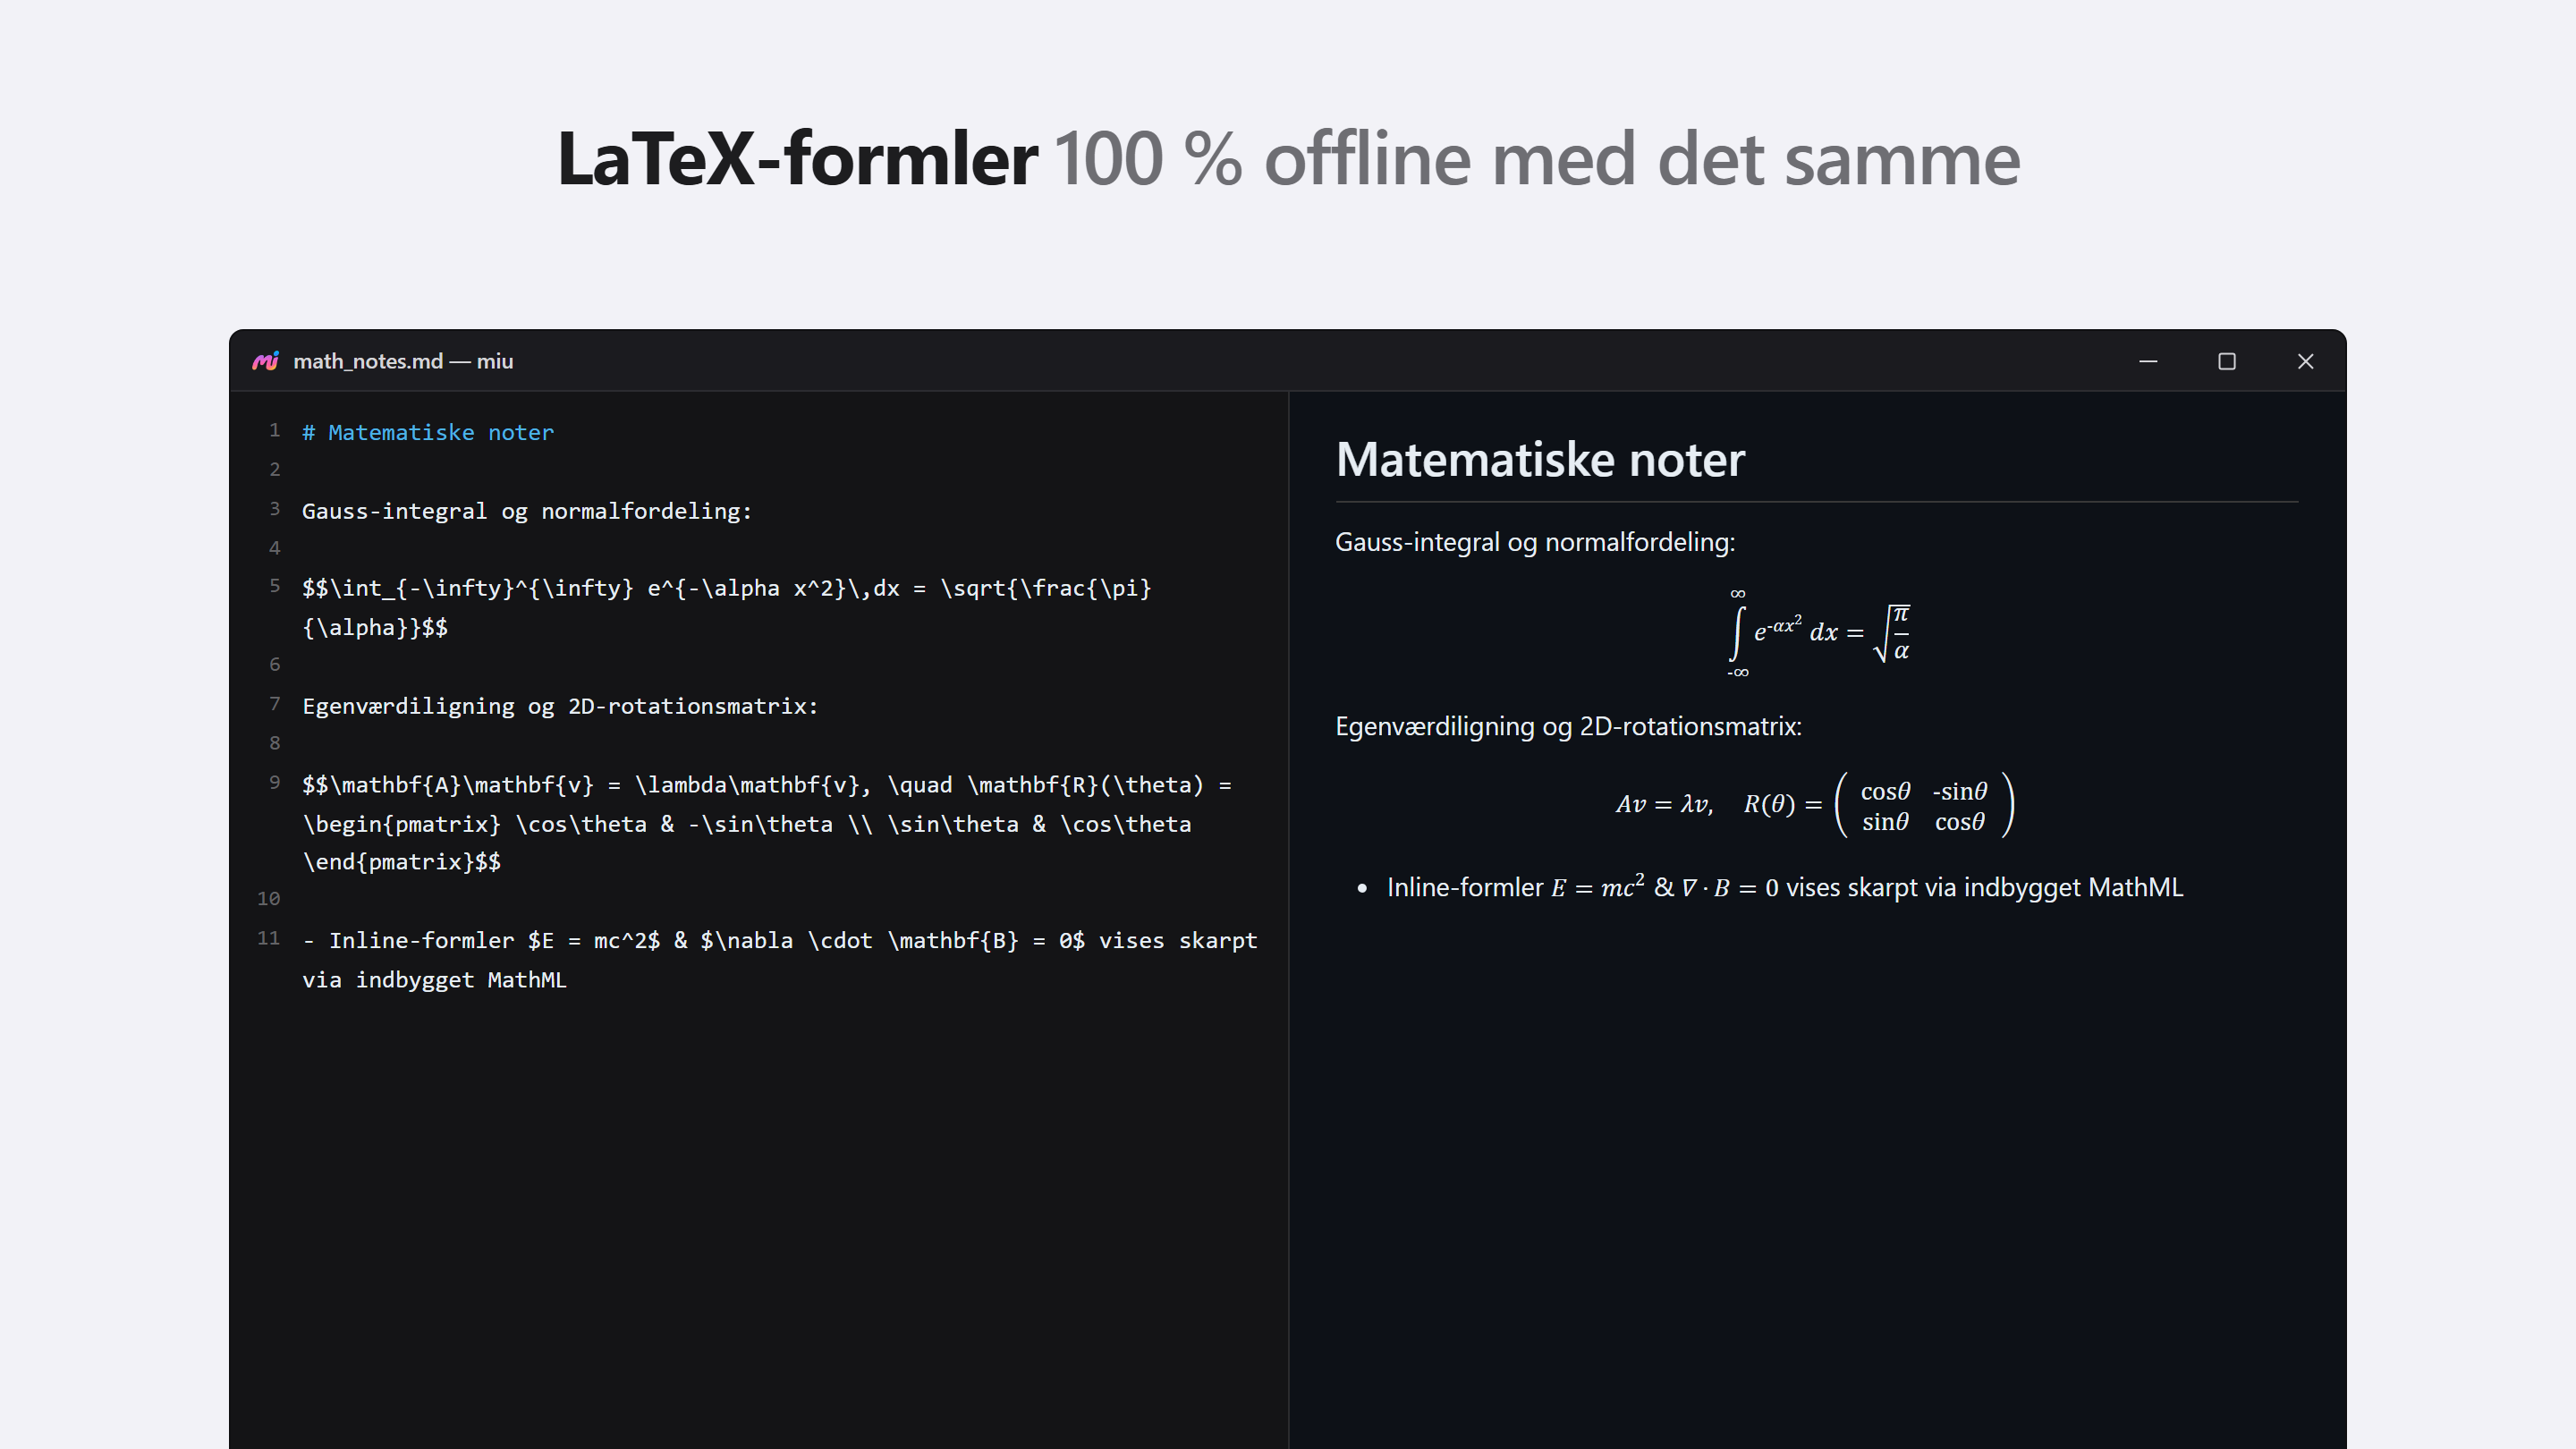 LaTeX-formler 100 % offline med det samme
math_notes.md — miu
1 # Matematiske noter
2
3 Gauss-integral og normalfordeling:
4
5 $$\int_{-\infty}^{\infty} e^{-\alpha x^2}\,dx = \sqrt{\frac{\pi}
{\alpha}}$$
6
7 Egenværdiligning og 2D-rotationsmatrix:
8
9 $$\mathbf{A}\mathbf{v} = \lambda\mathbf{v}, \quad \mathbf{R}(\theta) =
\begin{pmatrix} \cos\theta & -\sin\theta \\ \sin\theta & \cos\theta
\end{pmatrix}$$
10
11 - Inline-formler $E = mc^2$ & $\nabla \cdot \mathbf{B} = 0$ vises skarpt
via indbygget MathML
Matematiske noter
Gauss-integral og normalfordeling:
∫_{-∞}^{∞} e^{-αx²} dx = √(π/α)
Egenværdiligning og 2D-rotationsmatrix:
Av = λv, R(θ) = ( cosθ -sinθ
sinθ cosθ )
• Inline-formler E = mc² & ∇ · B = 0 vises skarpt via indbygget MathML